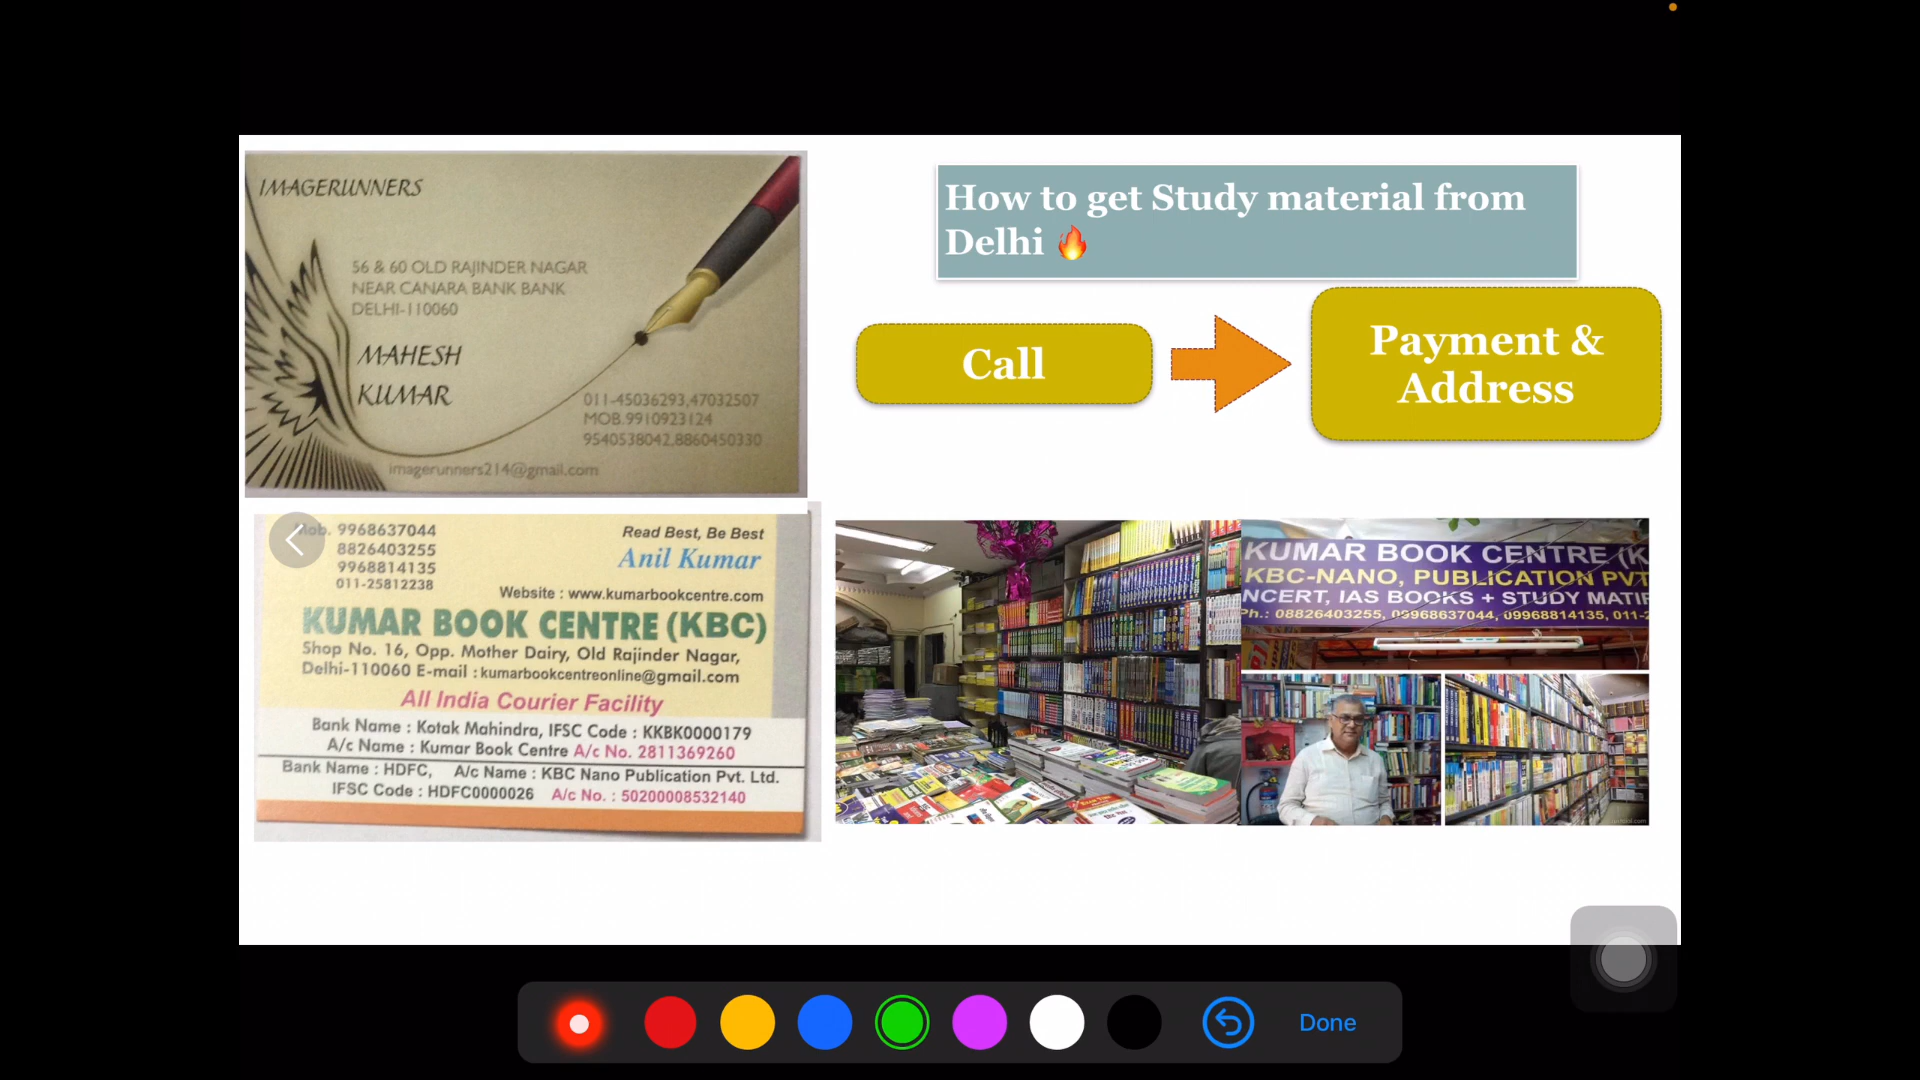 IMAGERUNNERS
56 & 60 OLD RAJINDER NAGAR
NEAR CANARA BANK BANK
DELHI-110060
MAHESH
KUMAR
011-45036293,47032507
MOB.9910923124
9540538042,8860450330
imagerunners214@gmail.com
How to get Study material from
Delhi 🔥
Call
Payment &
Address
Mob. 9968637044
8826403255
9968814135
011-25812238
Read Best, Be Best
Anil Kumar
Website : www.kumarbookcentre.com
KUMAR BOOK CENTRE (KBC)
Shop No. 16, Opp. Mother Dairy, Old Rajinder Nagar,
Delhi-110060 E-mail : kumarbookcentreonline@gmail.com
All India Courier Facility
Bank Name : Kotak Mahindra, IFSC Code : KKBK0000179
A/c Name : Kumar Book Centre A/c No. 2811369260
Bank Name : HDFC, A/c Name : KBC Nano Publication Pvt. Ltd.
IFSC Code : HDFC0000026 A/c No. : 50200008532140
KUMAR BOOK CENTRE (K
KBC-NANO, PUBLICATION PVT
NCERT, IAS BOOKS + STUDY MATIR
Ph.: 08826403255, 09968637044, 09968814135, 011-2
Done